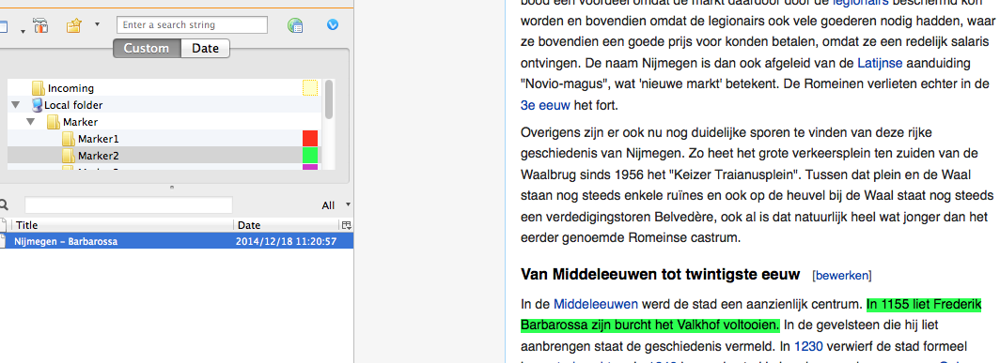 Enter a search string
Custom
Date
Incoming
Local folder
Marker
Marker1
Marker2
All
Title
Date
Nijmegen – Barbarossa
2014/12/18 11:20:57
bood een voordeel omdat de markt daardoor door de legionairs beschermd kon
worden en bovendien omdat de legionairs ook vele goederen nodig hadden, waar
ze bovendien een goede prijs voor konden betalen, omdat ze een redelijk salaris
ontvingen. De naam Nijmegen is dan ook afgeleid van de Latijnse aanduiding
"Novio-magus", wat 'nieuwe markt' betekent. De Romeinen verlieten echter in de
3e eeuw het fort.
Overigens zijn er ook nu nog duidelijke sporen te vinden van deze rijke
geschiedenis van Nijmegen. Zo heet het grote verkeersplein ten zuiden van de
Waalbrug sinds 1956 het "Keizer Traianusplein". Tussen dat plein en de Waal
staan nog steeds enkele ruïnes en ook op de heuvel bij de Waal staat nog steeds
een verdedigingstoren Belvedère, ook al is dat natuurlijk heel wat jonger dan het
eerder genoemde Romeinse castrum.
Van Middeleeuwen tot twintigste eeuw [bewerken]
In de Middeleeuwen werd de stad een aanzienlijk centrum. In 1155 liet Frederik
Barbarossa zijn burcht het Valkhof voltooien. In de gevelsteen die hij liet
aanbrengen staat de geschiedenis vermeld. In 1230 verwierf de stad formeel